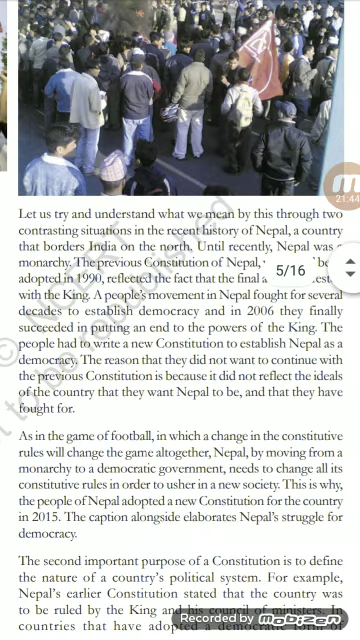 21:44
Let us try and understand what we mean by this through two
contrasting situations in the recent history of Nepal, a country
that borders India on the north. Until recently, Nepal was a
monarchy. The previous Constitution of Nepal,
adopted in 1990, reflected the fact that the final
5/16
with the King. A people's movement in Nepal fought for several
decades to establish democracy and in 2006 they finally
succeeded in putting an end to the powers of the King. The
people had to write a new Constitution to establish Nepal as a
democracy. The reason that they did not want to continue with
the previous Constitution is because it did not reflect the ideals
of the country that they want Nepal to be, and that they have
fought for.
As in the game of football, in which a change in the constitutive
rules will change the game altogether, Nepal, by moving from a
monarchy to a democratic government, needs to change all its
constitutive rules in order to usher in a new society. This is why,
the people of Nepal adopted a new Constitution for the country
in 2015. The caption alongside elaborates Nepal's struggle for
democracy.
The second important purpose of a Constitution is to define
the nature of a country's political system. For example,
Nepal's earlier Constitution stated that the country was
to be ruled by the King and his council of ministers. In
countries that have adopted a democratic form of
Recorded by mobizen
© NCERT